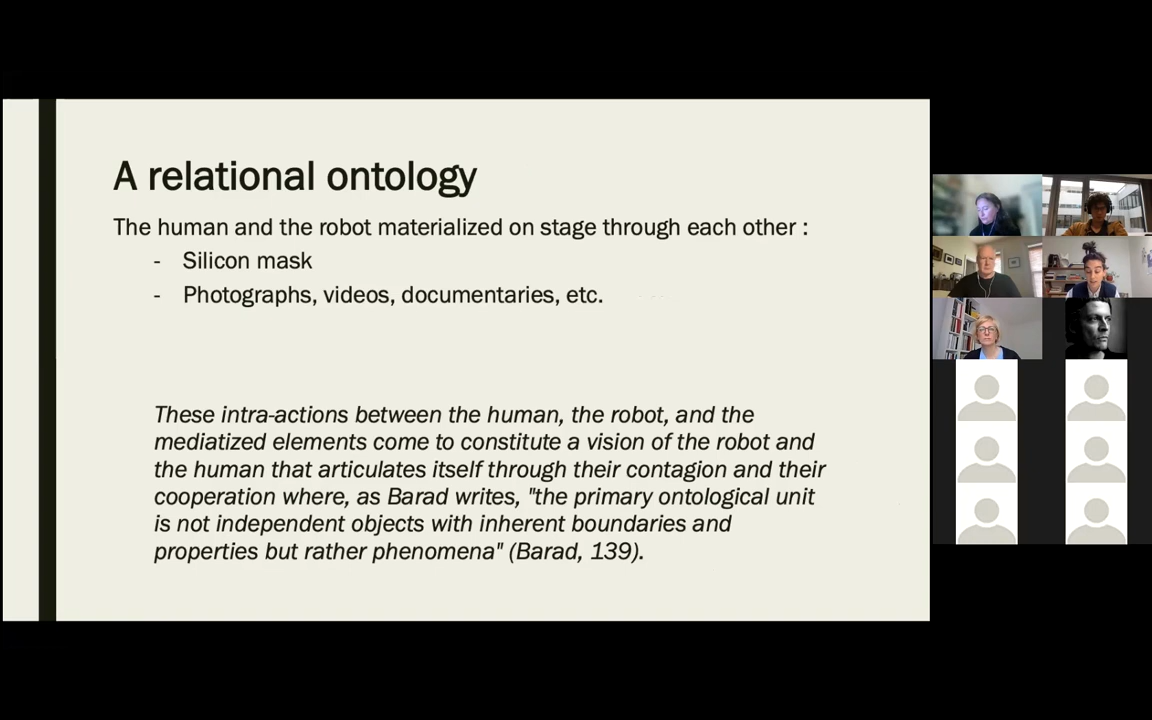 A relational ontology
The human and the robot materialized on stage through each other :
- Silicon mask
- Photographs, videos, documentaries, etc.
These intra-actions between the human, the robot, and the
mediatized elements come to constitute a vision of the robot and
the human that articulates itself through their contagion and their
cooperation where, as Barad writes, "the primary ontological unit
is not independent objects with inherent boundaries and
properties but rather phenomena" (Barad, 139).